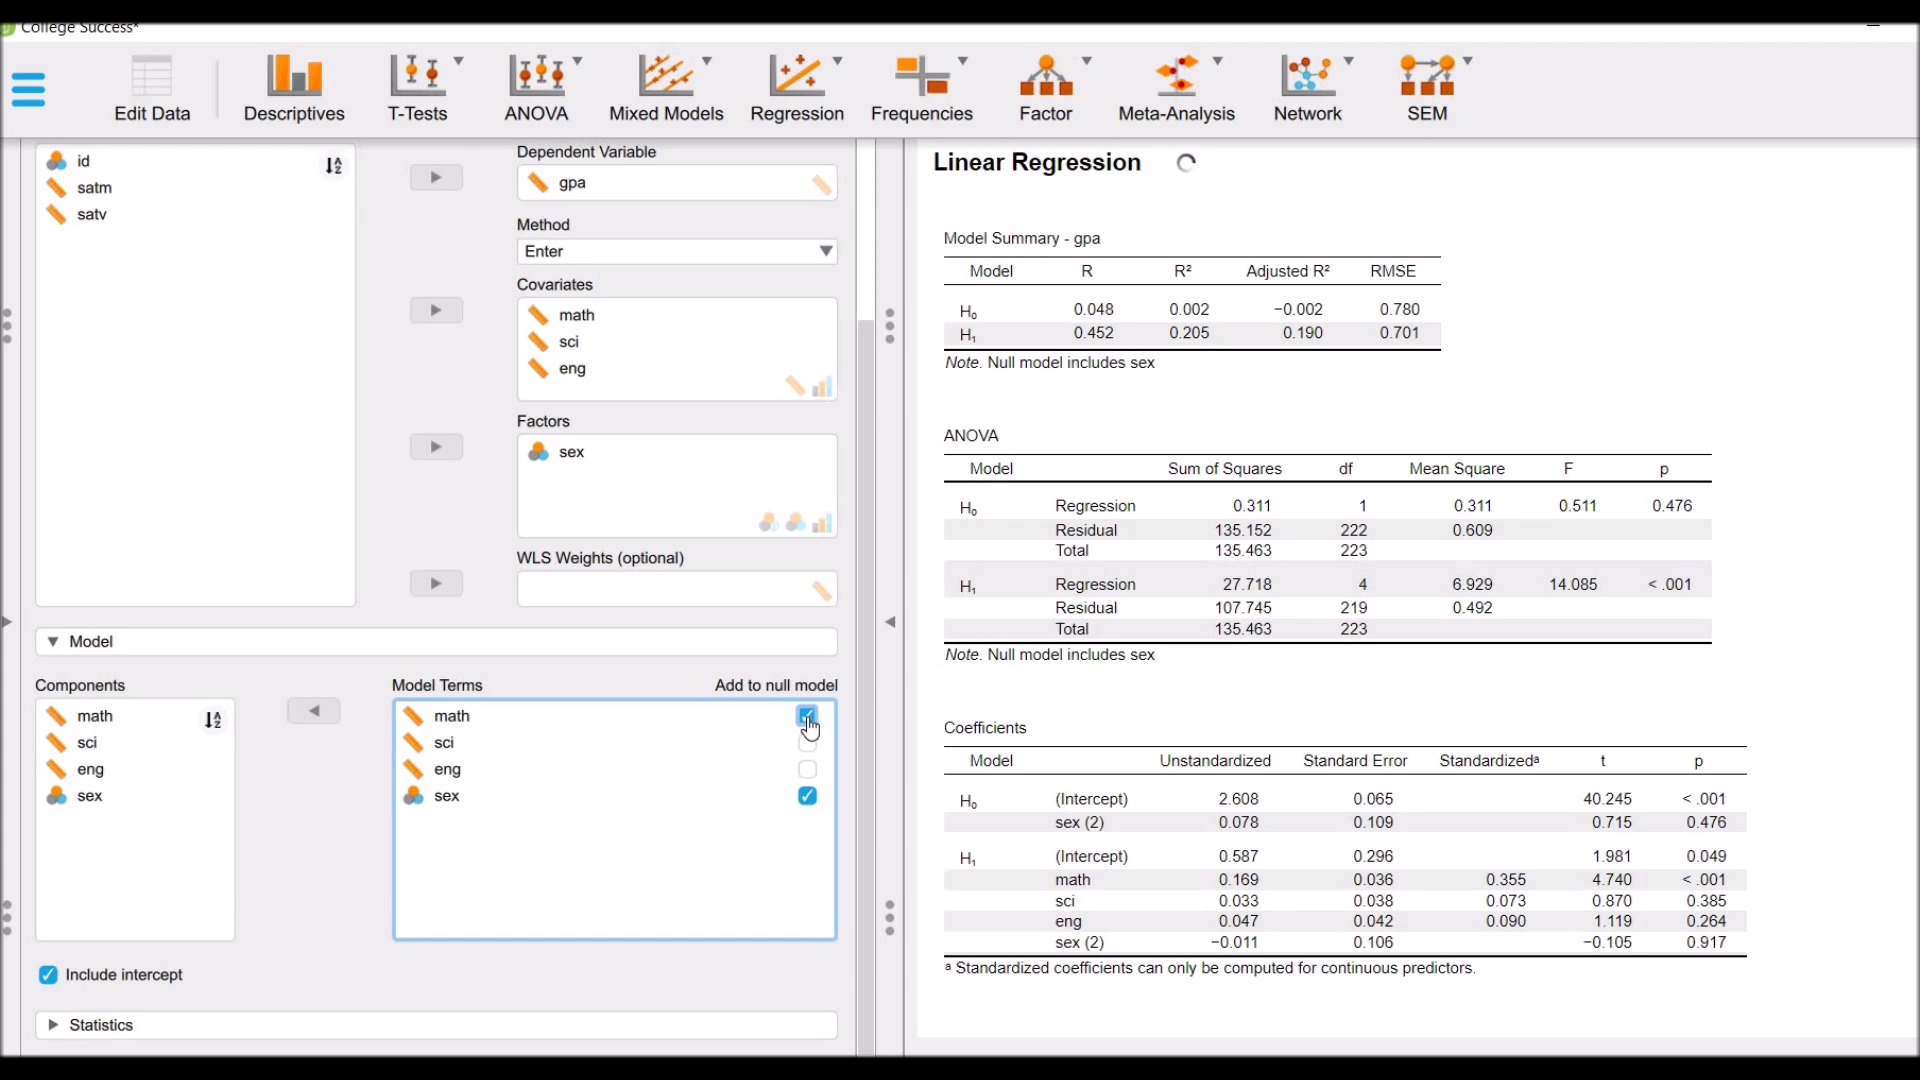 College Success*
Edit Data
Descriptives
T-Tests
ANOVA
Mixed Models
Regression
Frequencies
Factor
Meta-Analysis
Network
SEM
id
satm
satv
Dependent Variable
gpa
Method
Enter
Covariates
math
sci
eng
Factors
sex
WLS Weights (optional)
Model
Components
math
sci
eng
sex
Model Terms Add to null model
math
sci
eng
sex
Include intercept
Statistics
Linear Regression
Model Summary - gpa
Model R R² Adjusted R² RMSE
H₀ 0.048 0.002 −0.002 0.780
H₁ 0.452 0.205 0.190 0.701
Note. Null model includes sex
ANOVA
Model Sum of Squares df Mean Square F p
H₀ Regression 0.311 1 0.311 0.511 0.476
Residual 135.152 222 0.609
Total 135.463 223
H₁ Regression 27.718 4 6.929 14.085 < .001
Residual 107.745 219 0.492
Total 135.463 223
Note. Null model includes sex
Coefficients
Model Unstandardized Standard Error Standardizedᵃ t p
H₀ (Intercept) 2.608 0.065 40.245 < .001
sex (2) 0.078 0.109 0.715 0.476
H₁ (Intercept) 0.587 0.296 1.981 0.049
math 0.169 0.036 0.355 4.740 < .001
sci 0.033 0.038 0.073 0.870 0.385
eng 0.047 0.042 0.090 1.119 0.264
sex (2) −0.011 0.106 −0.105 0.917
ᵃ Standardized coefficients can only be computed for continuous predictors.